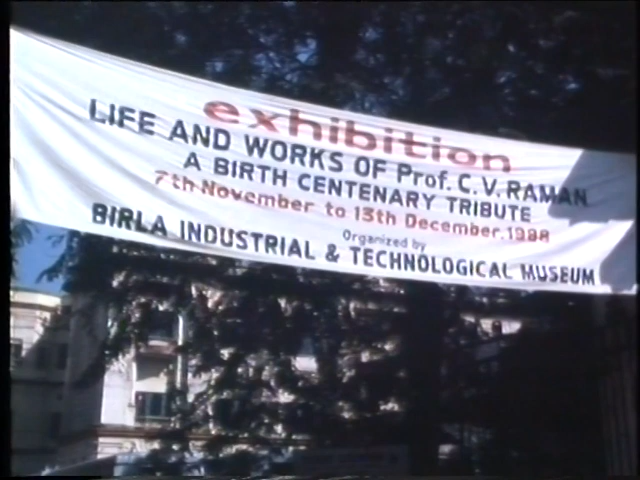 exhibition
LIFE AND WORKS OF Prof. C.V. RAMAN
A BIRTH CENTENARY TRIBUTE
7th November to 13th December.1988
Organized by
BIRLA INDUSTRIAL & TECHNOLOGICAL MUSEUM